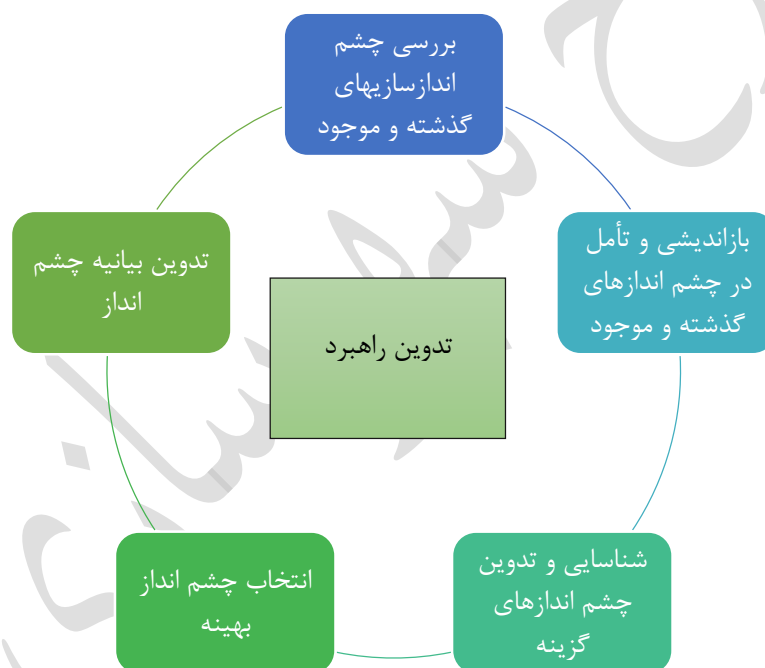 بررسی چشم
اندازسازیهای
گذشته و موجود
بازاندیشی و تأمل
در چشم اندازهای
گذشته و موجود
شناسایی و تدوین
چشم اندازهای
گزینه
انتخاب چشم انداز
بهینه
تدوین بیانیه چشم
انداز
تدوین راهبرد